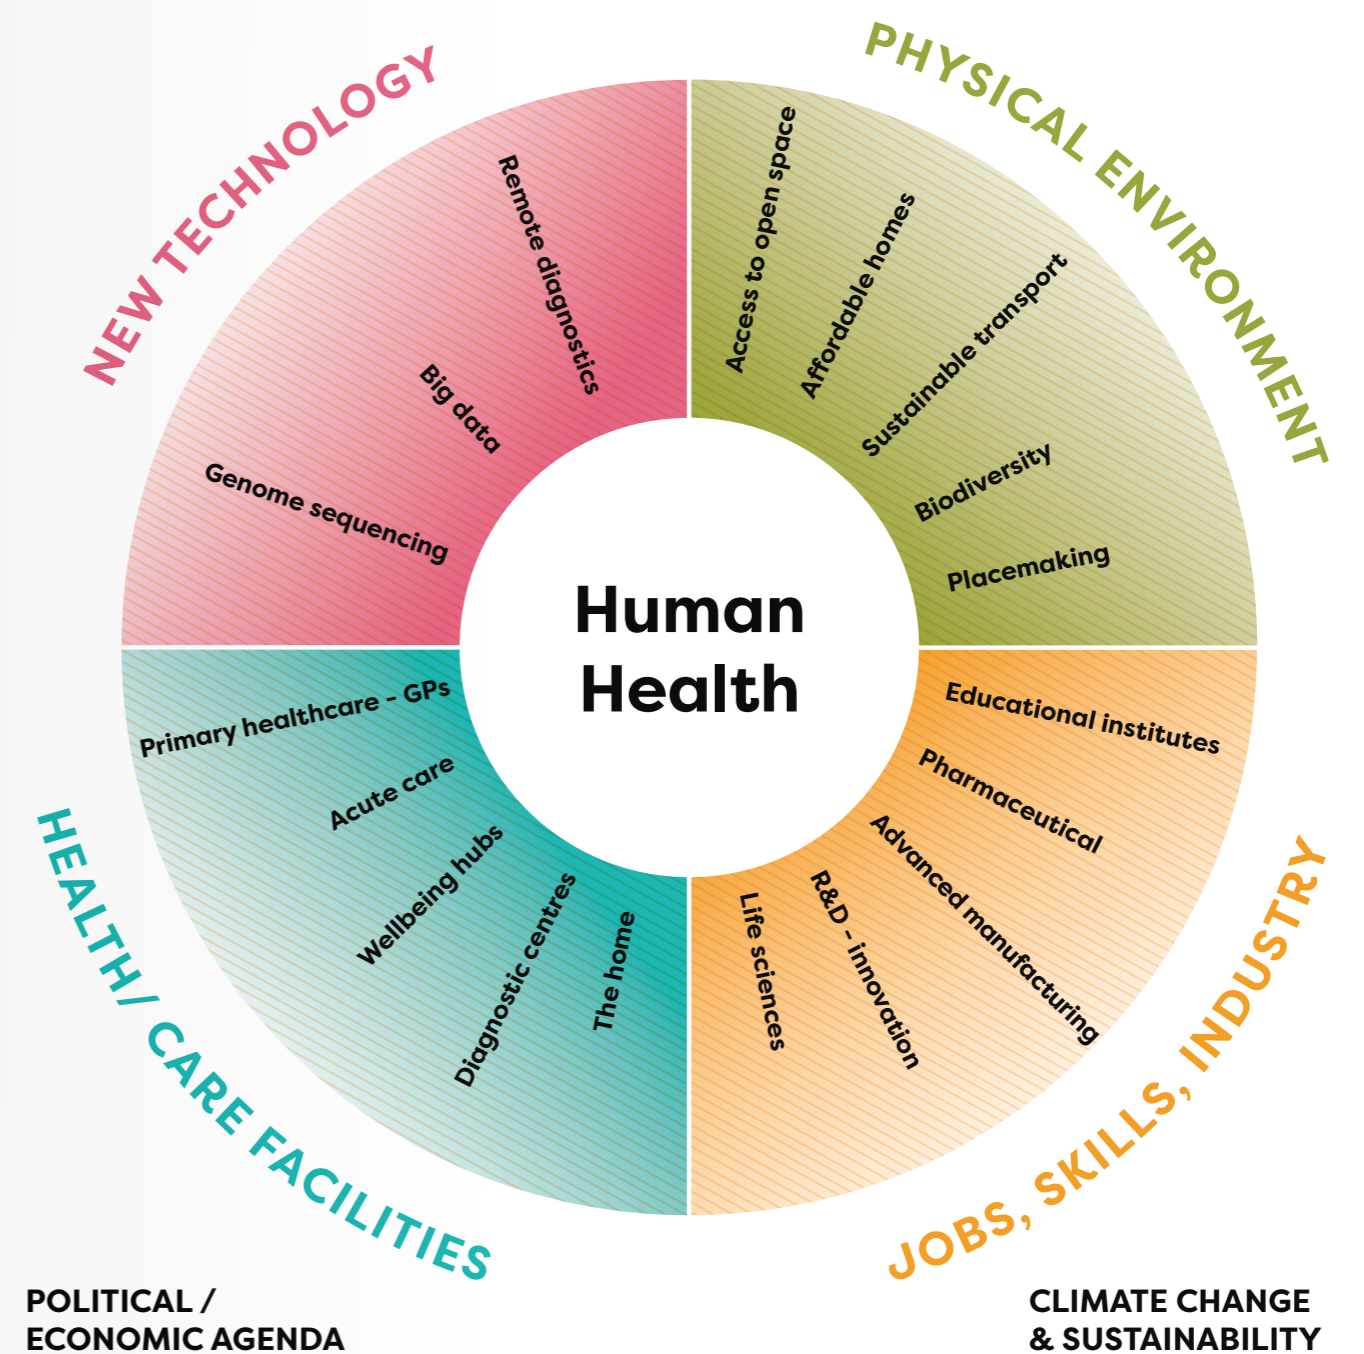 NEW TECHNOLOGY
Remote diagnostics
Big data
Genome sequencing
PHYSICAL ENVIRONMENT
Access to open space
Affordable homes
Sustainable transport
Biodiversity
Placemaking
Human
Health
Primary healthcare - GPs
Acute care
Wellbeing hubs
Diagnostic centres
The home
HEALTH/ CARE FACILITIES
Educational institutes
Pharmaceutical
Advanced manufacturing
R&D - innovation
Life sciences
JOBS, SKILLS, INDUSTRY
POLITICAL /
ECONOMIC AGENDA
CLIMATE CHANGE
& SUSTAINABILITY